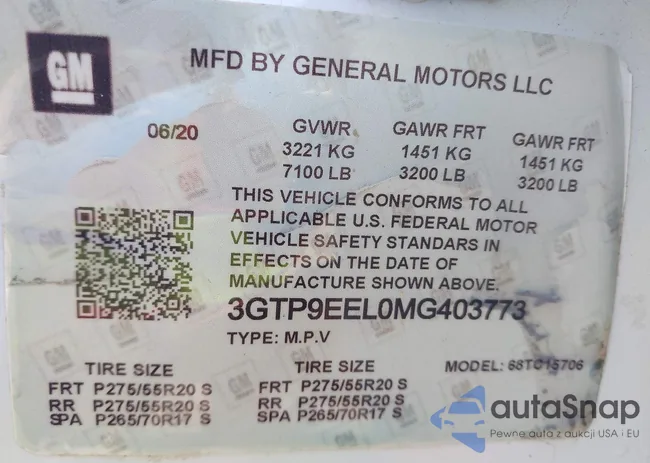 GM
MFD BY GENERAL MOTORS LLC
06/20
GVWR GAWR FRT GAWR FRT
3221 KG 1451 KG 1451 KG
7100 LB 3200 LB 3200 LB
THIS VEHICLE CONFORMS TO ALL
APPLICABLE U.S. FEDERAL MOTOR
VEHICLE SAFETY STANDARS IN
EFFECTS ON THE DATE OF
MANUFACTURE SHOWN ABOVE.
3GTP9EEL0MG403773
TYPE: M.P.V
TIRE SIZE TIRE SIZE MODEL: 68TC15706
FRT P275/55R20 S FRT P275/55R20 S
RR P275/55R20 S RR P275/55R20 S
SPA P265/70R17 S SPA P265/70R17 S
autaSnap
Pewne auta z aukcji USA i EU